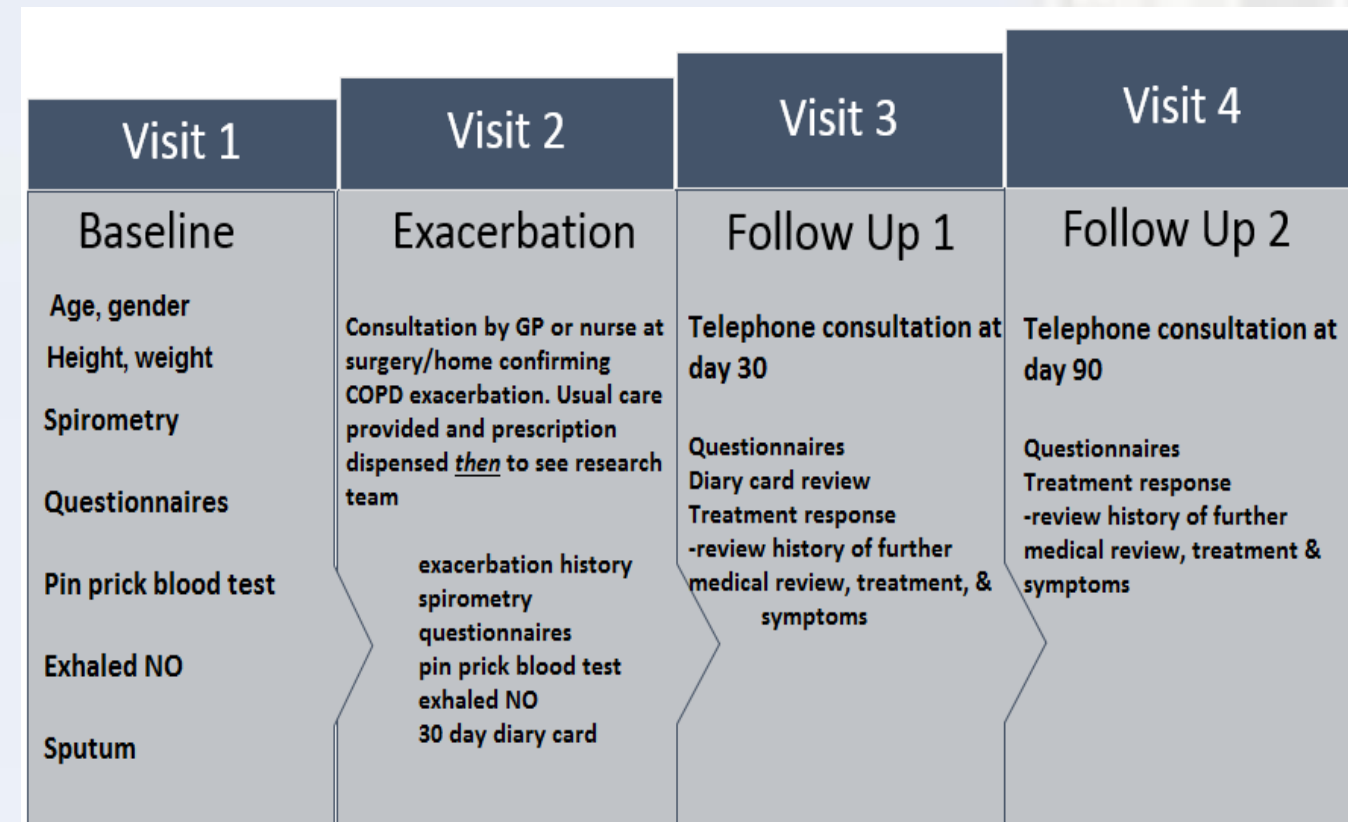 Visit 1
Baseline
Age, gender
Height, weight
Spirometry
Questionnaires
Pin prick blood test
Exhaled NO
Sputum
Visit 2
Exacerbation
Consultation by GP or nurse at
surgery/home confirming
COPD exacerbation. Usual care
provided and prescription
dispensed then to see research
team
exacerbation history
spirometry
questionnaires
pin prick blood test
exhaled NO
30 day diary card
Visit 3
Follow Up 1
Telephone consultation at
day 30
Questionnaires
Diary card review
Treatment response
-review history of further
medical review, treatment, &
symptoms
Visit 4
Follow Up 2
Telephone consultation at
day 90
Questionnaires
Treatment response
-review history of further
medical review, treatment &
symptoms